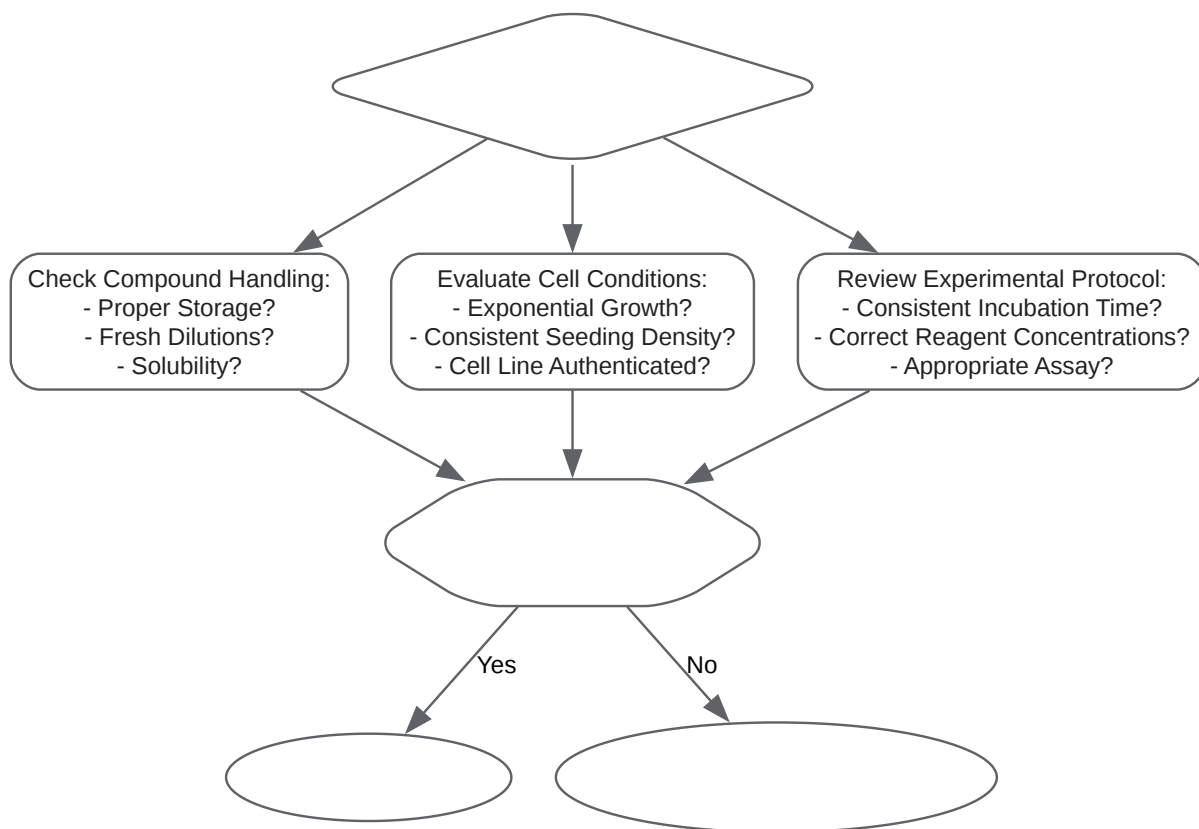 Check Compound Handling:
- Proper Storage?
- Fresh Dilutions?
- Solubility?
Evaluate Cell Conditions:
- Exponential Growth?
- Consistent Seeding Density?
- Cell Line Authenticated?
Review Experimental Protocol:
- Consistent Incubation Time?
- Correct Reagent Concentrations?
- Appropriate Assay?
Yes
No